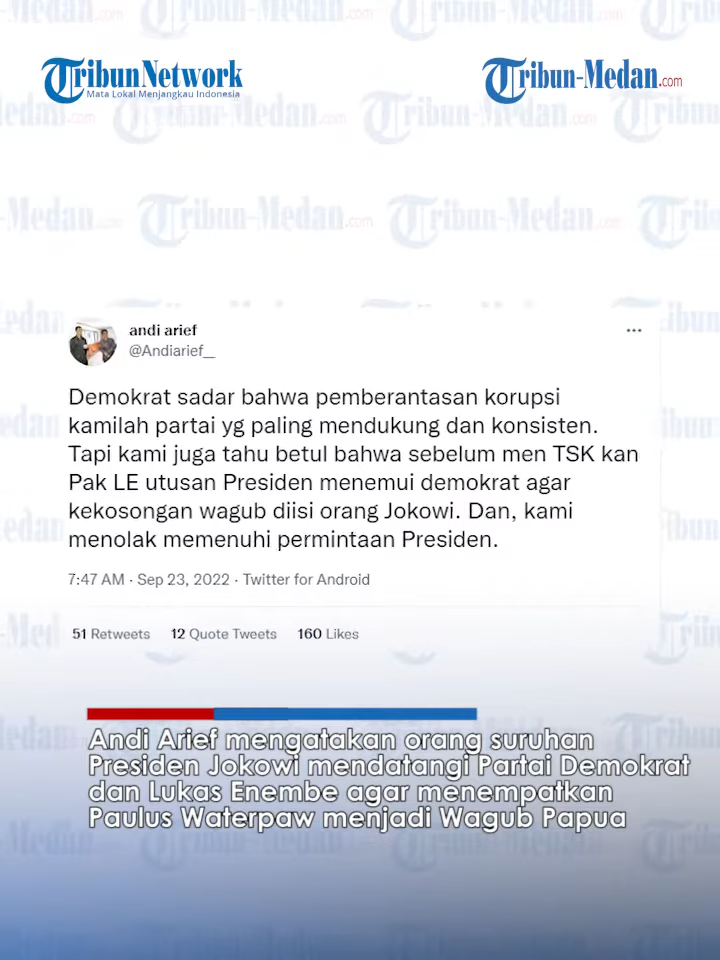 Tribun Network
Mata Lokal Menjangkau Indonesia
Tribun-Medan.com
andi arief
@Andiarief__
Demokrat sadar bahwa pemberantasan korupsi
kamilah partai yg paling mendukung dan konsisten.
Tapi kami juga tahu betul bahwa sebelum men TSK kan
Pak LE utusan Presiden menemui demokrat agar
kekosongan wagub diisi orang Jokowi. Dan, kami
menolak memenuhi permintaan Presiden.
7:47 AM · Sep 23, 2022 · Twitter for Android
51 Retweets 12 Quote Tweets 160 Likes
Andi Arief mengatakan orang suruhan
Presiden Jokowi mendatangi Partai Demokrat
dan Lukas Enembe agar menempatkan
Paulus Waterpaw menjadi Wagub Papua